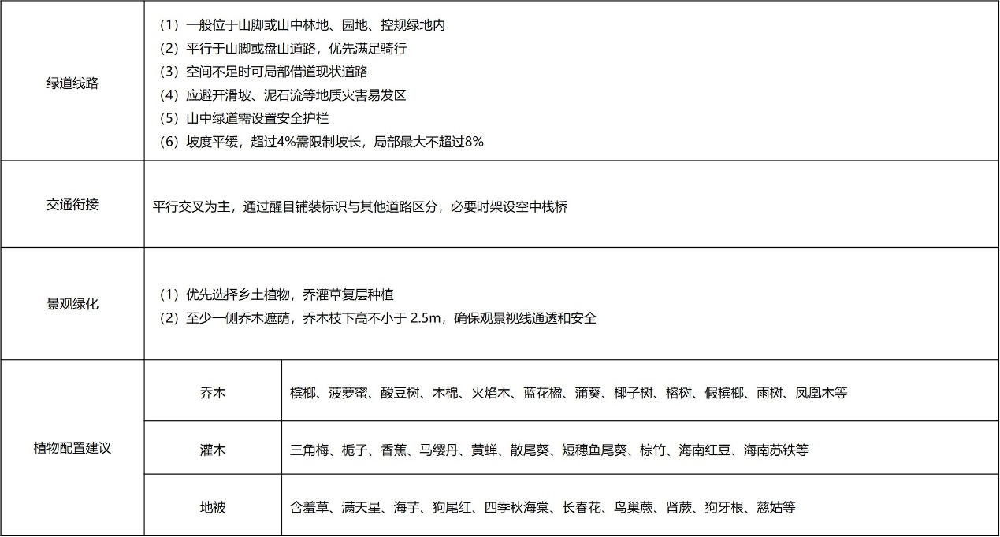 绿道线路
（1）一般位于山脚或山中林地、园地、控规绿地内
（2）平行于山脚或盘山道路，优先满足骑行
（3）空间不足时可局部借道现状道路
（4）应避开滑坡、泥石流等地质灾害易发区
（5）山中绿道需设置安全护栏
（6）坡度平缓，超过4%需限制坡长，局部最大不超过8%
交通衔接
平行交叉为主，通过醒目铺装标识与其他道路区分，必要时架设空中栈桥
景观绿化
（1）优先选择乡土植物，乔灌草复层种植
（2）至少一侧乔木遮荫，乔木枝下高不小于 2.5m，确保观景视线通透和安全
植物配置建议
乔木
槟榔、菠萝蜜、酸豆树、木棉、火焰木、蓝花楹、蒲葵、椰子树、榕树、假槟榔、雨树、凤凰木等
灌木
三角梅、栀子、香蕉、马缨丹、黄蝉、散尾葵、短穗鱼尾葵、棕竹、海南红豆、海南苏铁等
地被
含羞草、满天星、海芋、狗尾红、四季秋海棠、长春花、鸟巢蕨、肾蕨、狗牙根、慈姑等